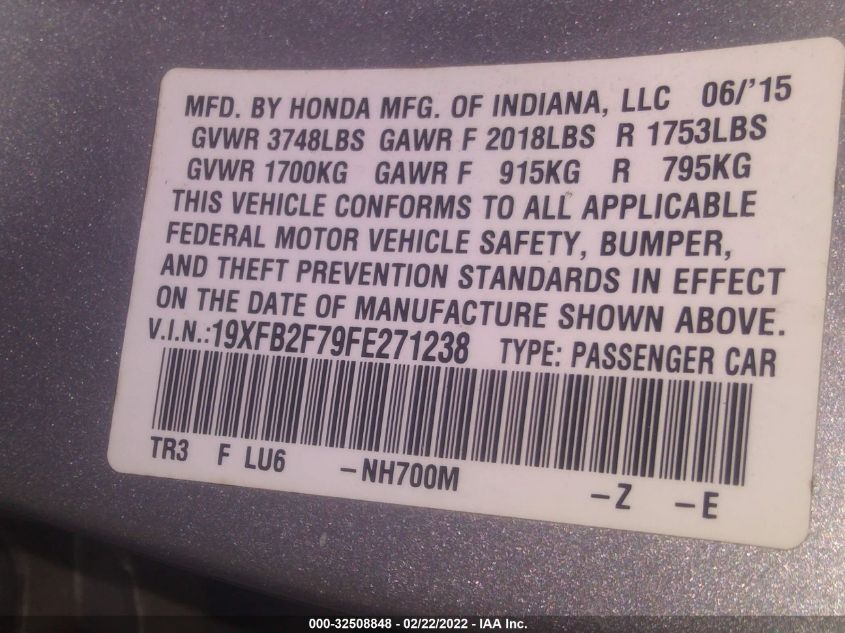 MFD. BY HONDA MFG. OF INDIANA, LLC 06/'15
GVWR 3748LBS GAWR F 2018LBS R 1753LBS
GVWR 1700KG GAWR F 915KG R 795KG
THIS VEHICLE CONFORMS TO ALL APPLICABLE
FEDERAL MOTOR VEHICLE SAFETY, BUMPER,
AND THEFT PREVENTION STANDARDS IN EFFECT
ON THE DATE OF MANUFACTURE SHOWN ABOVE.
V.I.N.:19XFB2F79FE271238 TYPE: PASSENGER CAR
TR3 F LU6 -NH700M -Z -E
000-32508848 - 02/22/2022 - IAA Inc.